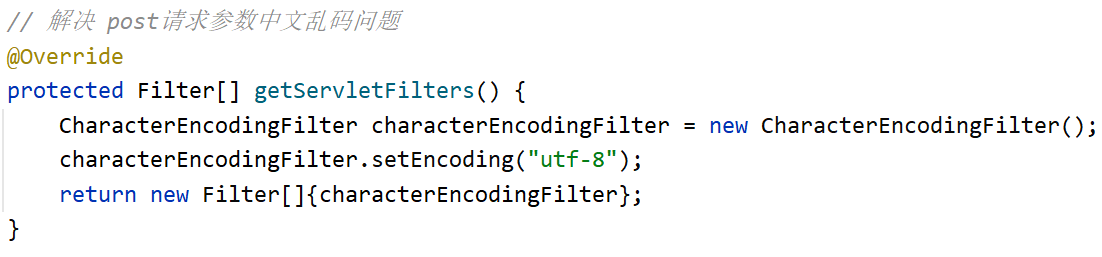 // 解决 post请求参数中文乱码问题
@Override
protected Filter[] getServletFilters() {
    CharacterEncodingFilter characterEncodingFilter = new CharacterEncodingFilter();
    characterEncodingFilter.setEncoding("utf-8");
    return new Filter[]{characterEncodingFilter};
}